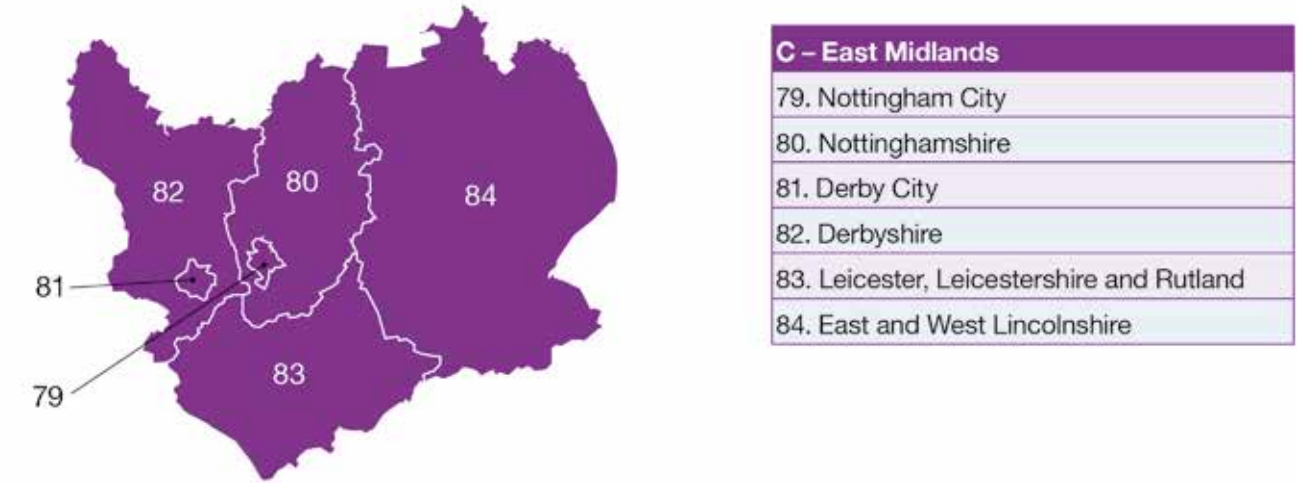 82
80
84
81
79
83
C – East Midlands
79. Nottingham City
80. Nottinghamshire
81. Derby City
82. Derbyshire
83. Leicester, Leicestershire and Rutland
84. East and West Lincolnshire